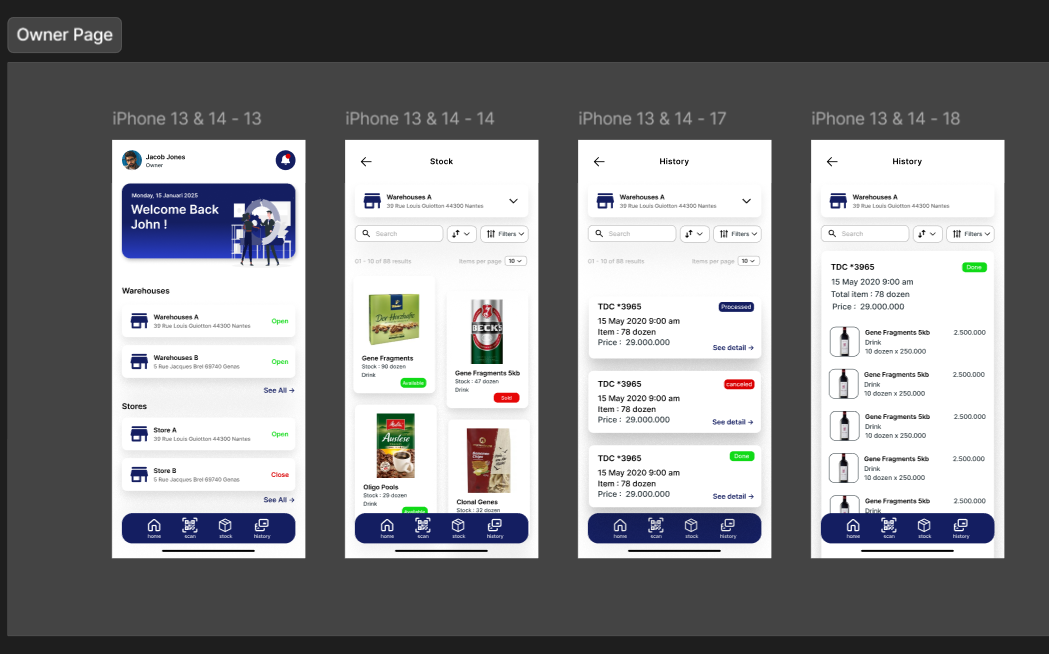 Owner Page
iPhone 13 & 14 - 13
Jacob Jones
Owner
Monday, 15 Januari 2025
Welcome Back
John !
Warehouses
Warehouses A
39 Rue Louis Guiotton 44300 Nantes
Open
Warehouses B
5 Rue Jacques Brel 69740 Genas
Open
See All →
Stores
Store A
39 Rue Louis Guiotton 44300 Nantes
Open
Store B
5 Rue Jacques Brel 69740 Genas
Close
See All →
home scan stock history
iPhone 13 & 14 - 14
Stock
Warehouses A
39 Rue Louis Guiotton 44300 Nantes
Search
Filters
01 - 10 of 86 results
Items per page 10
Der Herzhafte
Gene Fragments
Stock : 90 dozen
Drink
Available
BECK'S
Gene Fragments 5kb
Stock : 47 dozen
Drink
Sold
Melitta
Auslese
Oligo Pools
Stock : 29 dozen
Drink
Available
Clonal Genes
Stock : 32 dozen
home scan stock history
iPhone 13 & 14 - 17
History
Warehouses A
39 Rue Louis Guiotton 44300 Nantes
Search
Filters
01 - 10 of 86 results
Items per page 10
TDC *3965
Processed
15 May 2020 9:00 am
Item : 78 dozen
Price : 29.000.000
See detail →
TDC *3965
canceled
15 May 2020 9:00 am
Item : 78 dozen
Price : 29.000.000
See detail →
TDC *3965
Done
15 May 2020 9:00 am
Item : 78 dozen
Price : 29.000.000
See detail →
home scan stock history
iPhone 13 & 14 - 18
History
Warehouses A
39 Rue Louis Guiotton 44300 Nantes
Search
Filters
TDC *3965
Done
15 May 2020 9:00 am
Total item : 78 dozen
Price : 29.000.000
Gene Fragments 5kb 2.500.000
Drink
10 dozen x 250.000
Gene Fragments 5kb 2.500.000
Drink
10 dozen x 250.000
Gene Fragments 5kb 2.500.000
Drink
10 dozen x 250.000
Gene Fragments 5kb 2.500.000
Drink
10 dozen x 250.000
Gene Fragments 5kb 2.500.000
Drink
home scan stock history